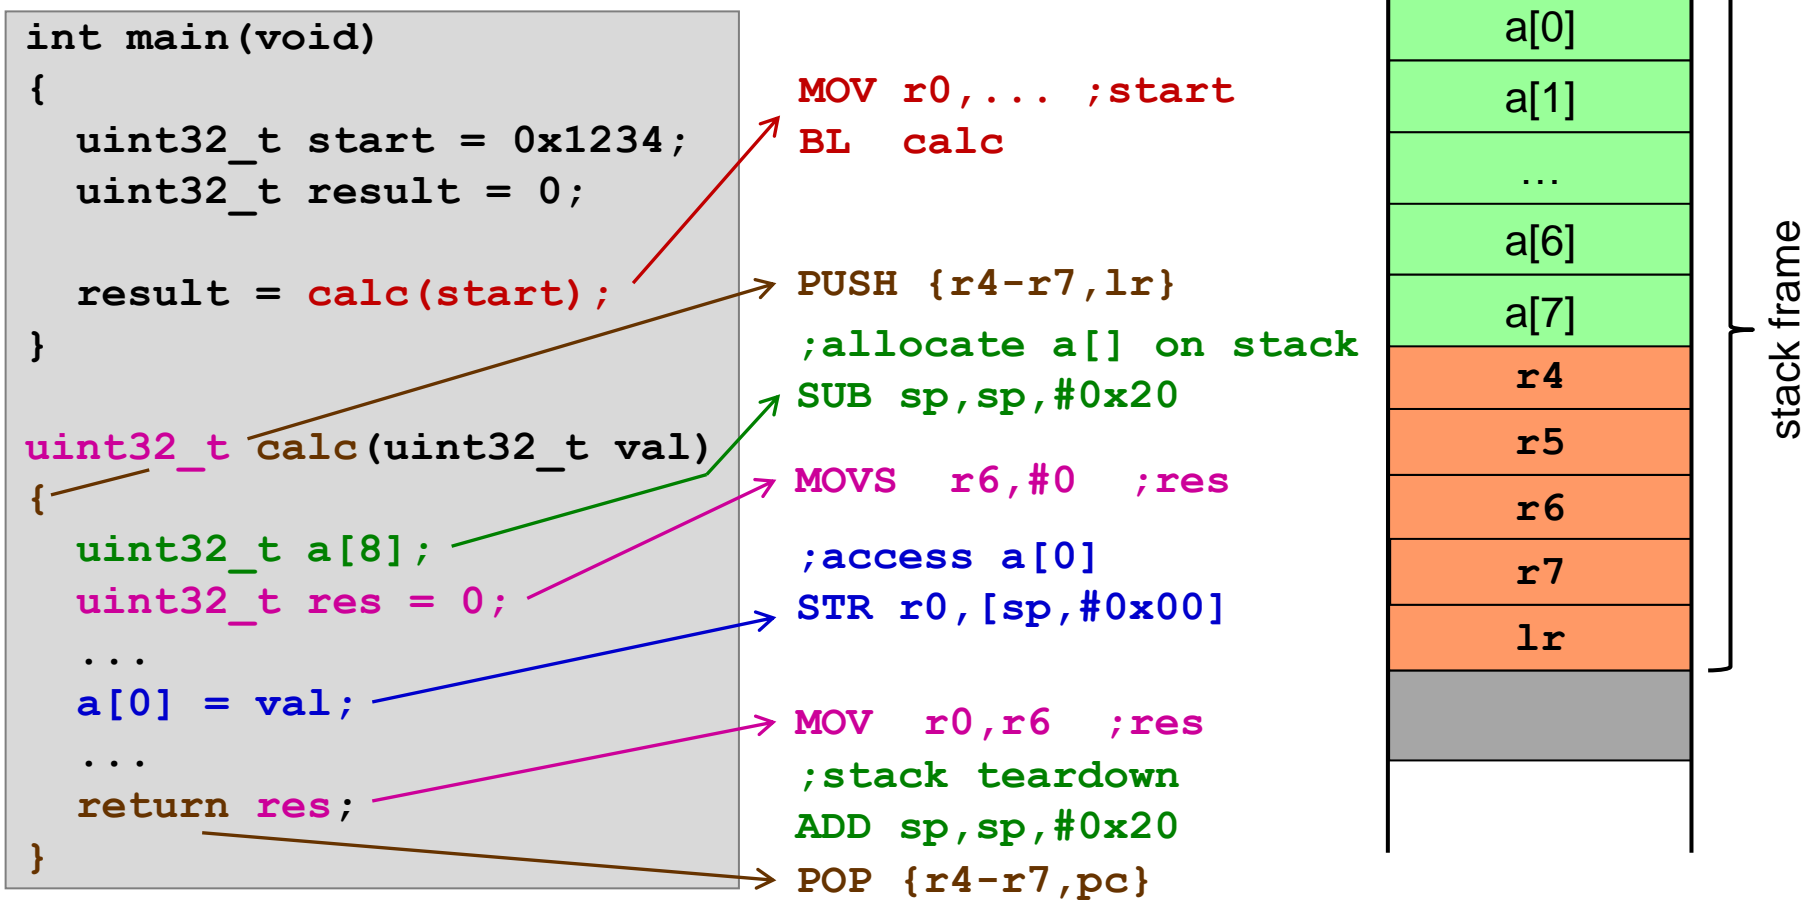 int main(void)
{
uint32_t start = 0x1234;
uint32_t result = 0;
result = calc(start);
}
uint32_t calc(uint32_t val)
{
uint32_t a[8];
uint32_t res = 0;
...
a[0] = val;
...
return res;
}
MOV r0,... ;start
BL calc
PUSH {r4-r7,lr}
;allocate a[] on stack
SUB sp,sp,#0x20
MOVS r6,#0 ;res
;access a[0]
STR r0,[sp,#0x00]
MOV r0,r6 ;res
;stack teardown
ADD sp,sp,#0x20
POP {r4-r7,pc}
a[0]
a[1]
…
a[6]
a[7]
r4
r5
r6
r7
lr
stack frame